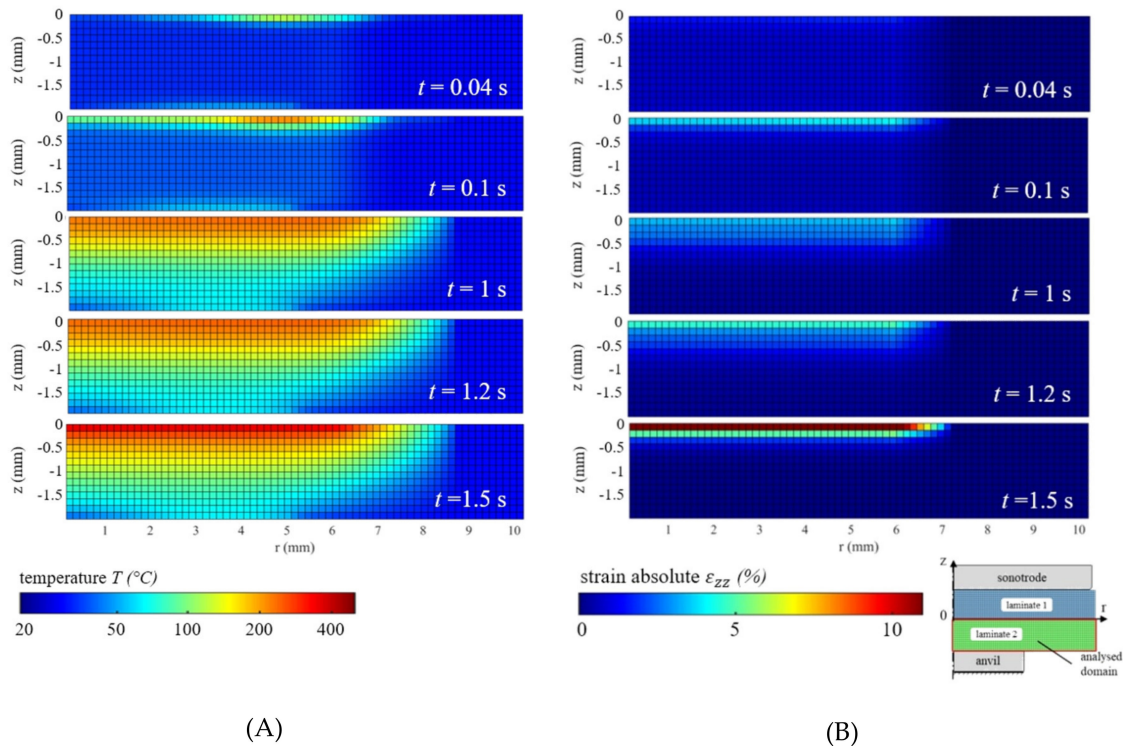 0
-0.5
-1
-1.5
z (mm)
t = 0.04 s
0
-0.5
-1
-1.5
z (mm)
t = 0.1 s
0
-0.5
-1
-1.5
z (mm)
t = 1 s
0
-0.5
-1
-1.5
z (mm)
t = 1.2 s
0
-0.5
-1
-1.5
z (mm)
t =1.5 s
1 2 3 4 5 6 7 8 9 10
r (mm)
temperature T (°C)
20 50 100 200 400
(A)
0
-0.5
-1
-1.5
z (mm)
t = 0.04 s
0
-0.5
-1
-1.5
z (mm)
t = 0.1 s
0
-0.5
-1
-1.5
z (mm)
t = 1 s
0
-0.5
-1
-1.5
z (mm)
t = 1.2 s
0
-0.5
-1
-1.5
z (mm)
t =1.5 s
1 2 3 4 5 6 7 8 9 10
r (mm)
strain absolute εzz (%)
0 5 10
z
sonotrode
laminate 1
r
0
laminate 2
anvil
analysed
domain
(B)